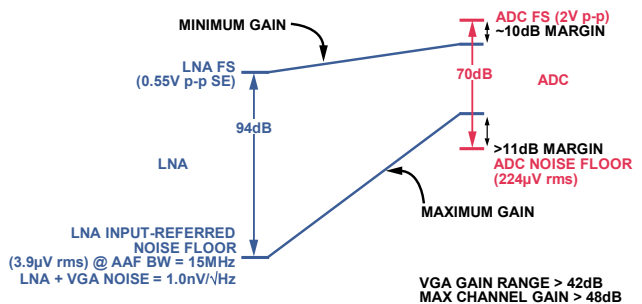 ADC FS (2V p-p)
~10dB MARGIN
MINIMUM GAIN
LNA FS
(0.55V p-p SE)
70dB
ADC
94dB
LNA
>11dB MARGIN
ADC NOISE FLOOR
(224µV rms)
MAXIMUM GAIN
LNA INPUT-REFERRED
NOISE FLOOR
(3.9µV rms) @ AAF BW = 15MHz
LNA + VGA NOISE = 1.0nV/√Hz
VGA GAIN RANGE > 42dB
MAX CHANNEL GAIN > 48dB